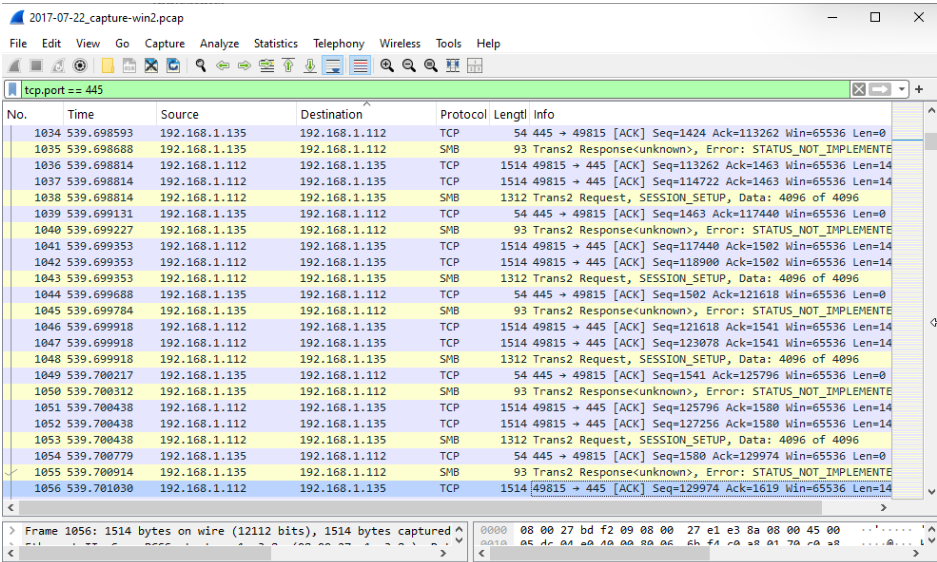 2017-07-22_capture-win2.pcap
File Edit View Go Capture Analyze Statistics Telephony Wireless Tools Help
tcp.port == 445
No. Time Source Destination Protocol Lengtl Info
1034 539.698593 192.168.1.135 192.168.1.112 TCP 54 445 → 49815 [ACK] Seq=1424 Ack=113262 Win=65536 Len=0
1035 539.698688 192.168.1.135 192.168.1.112 SMB 93 Trans2 Response<unknown>, Error: STATUS_NOT_IMPLEMENTE
1036 539.698814 192.168.1.112 192.168.1.135 TCP 1514 49815 → 445 [ACK] Seq=113262 Ack=1463 Win=65536 Len=14
1037 539.698814 192.168.1.112 192.168.1.135 TCP 1514 49815 → 445 [ACK] Seq=114722 Ack=1463 Win=65536 Len=14
1038 539.698814 192.168.1.112 192.168.1.135 SMB 1312 Trans2 Request, SESSION_SETUP, Data: 4096 of 4096
1039 539.699131 192.168.1.135 192.168.1.112 TCP 54 445 → 49815 [ACK] Seq=1463 Ack=117440 Win=65536 Len=0
1040 539.699227 192.168.1.135 192.168.1.112 SMB 93 Trans2 Response<unknown>, Error: STATUS_NOT_IMPLEMENTE
1041 539.699353 192.168.1.112 192.168.1.135 TCP 1514 49815 → 445 [ACK] Seq=117440 Ack=1502 Win=65536 Len=14
1042 539.699353 192.168.1.112 192.168.1.135 TCP 1514 49815 → 445 [ACK] Seq=118900 Ack=1502 Win=65536 Len=14
1043 539.699353 192.168.1.112 192.168.1.135 SMB 1312 Trans2 Request, SESSION_SETUP, Data: 4096 of 4096
1044 539.699688 192.168.1.135 192.168.1.112 TCP 54 445 → 49815 [ACK] Seq=1502 Ack=121618 Win=65536 Len=0
1045 539.699784 192.168.1.135 192.168.1.112 SMB 93 Trans2 Response<unknown>, Error: STATUS_NOT_IMPLEMENTE
1046 539.699918 192.168.1.112 192.168.1.135 TCP 1514 49815 → 445 [ACK] Seq=121618 Ack=1541 Win=65536 Len=14
1047 539.699918 192.168.1.112 192.168.1.135 TCP 1514 49815 → 445 [ACK] Seq=123078 Ack=1541 Win=65536 Len=14
1048 539.699918 192.168.1.112 192.168.1.135 SMB 1312 Trans2 Request, SESSION_SETUP, Data: 4096 of 4096
1049 539.700217 192.168.1.135 192.168.1.112 TCP 54 445 → 49815 [ACK] Seq=1541 Ack=125796 Win=65536 Len=0
1050 539.700312 192.168.1.135 192.168.1.112 SMB 93 Trans2 Response<unknown>, Error: STATUS_NOT_IMPLEMENTE
1051 539.700438 192.168.1.112 192.168.1.135 TCP 1514 49815 → 445 [ACK] Seq=125796 Ack=1580 Win=65536 Len=14
1052 539.700438 192.168.1.112 192.168.1.135 TCP 1514 49815 → 445 [ACK] Seq=127256 Ack=1580 Win=65536 Len=14
1053 539.700438 192.168.1.112 192.168.1.135 SMB 1312 Trans2 Request, SESSION_SETUP, Data: 4096 of 4096
1054 539.700779 192.168.1.135 192.168.1.112 TCP 54 445 → 49815 [ACK] Seq=1580 Ack=129974 Win=65536 Len=0
1055 539.700914 192.168.1.135 192.168.1.112 SMB 93 Trans2 Response<unknown>, Error: STATUS_NOT_IMPLEMENTE
1056 539.701030 192.168.1.112 192.168.1.135 TCP 1514 49815 → 445 [ACK] Seq=129974 Ack=1619 Win=65536 Len=14
Frame 1056: 1514 bytes on wire (12112 bits), 1514 bytes captured
0000 08 00 27 bd f2 09 08 00 27 e1 e3 8a 08 00 45 00 ··'····· '